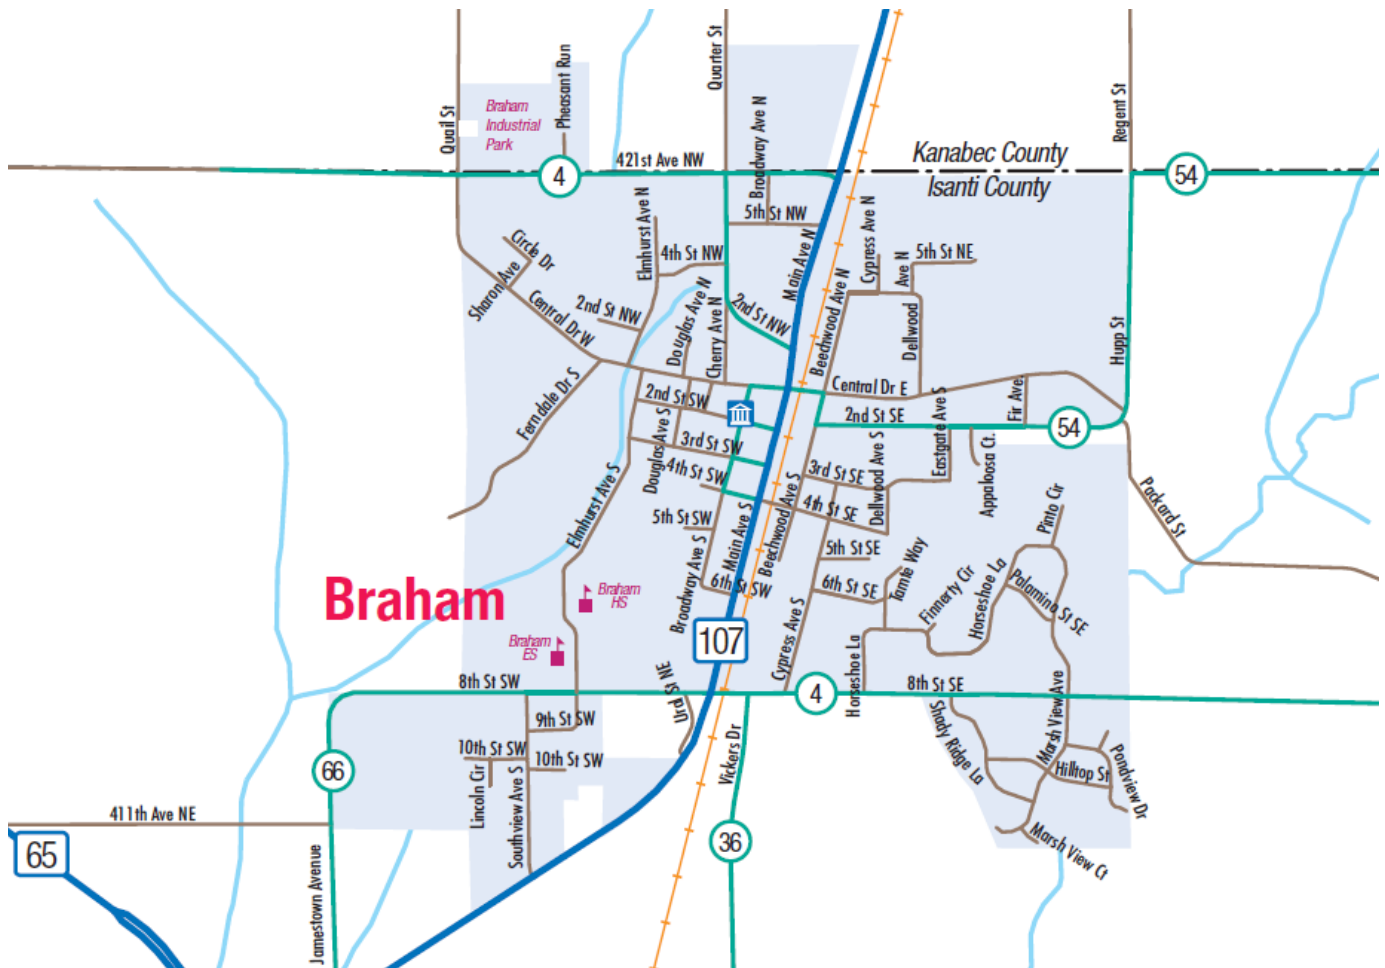 Quarter St
Pheasant Run
Quail St
Braham
Industrial
Park
Regent St
Broadway Ave N
421st Ave NW
4
Kanabec County
Isanti County
54
5th St NW
Elmhurst Ave N
Main Ave N
Cypress Ave N
Circle Dr
4th St NW
Ave N
5th St NE
Sharon Ave
Central Dr W
2nd St NW
Douglas Ave N
Cherry Ave N
2nd St NW
Beechwood Ave N
Dellwood
Hupp St
Ferndale Dr S
2nd St SW
Central Dr E
2nd St SE
Eastgate Ave S
Fir Ave.
54
Douglas Ave S
3rd St SW
4th St SW
3rd St SE
Dellwood Ave S
Appaloosa Ct.
Pinto Cir
Packard St
Elmhurst Ave S
5th St SW
Main Ave S
Beechwood Ave S
4th St SE
5th St SE
Tamte Way
6th St SW
6th St SE
Finnerty Cir
Horseshoe La
Palomino St SE
Braham
Braham
HS
Braham
ES
Broadway Ave S
107
Cypress Ave S
Horseshoe La
8th St SW
Urd St NE
4
8th St SE
Marsh View Ave
Shady Ridge La
9th St SW
10th St SW
10th St SW
Vickers Dr
Hilltop St
Pondview Dr
66
Lincoln Cir
Southview Ave S
411th Ave NE
36
Marsh View Ct
65
Jamestown Avenue